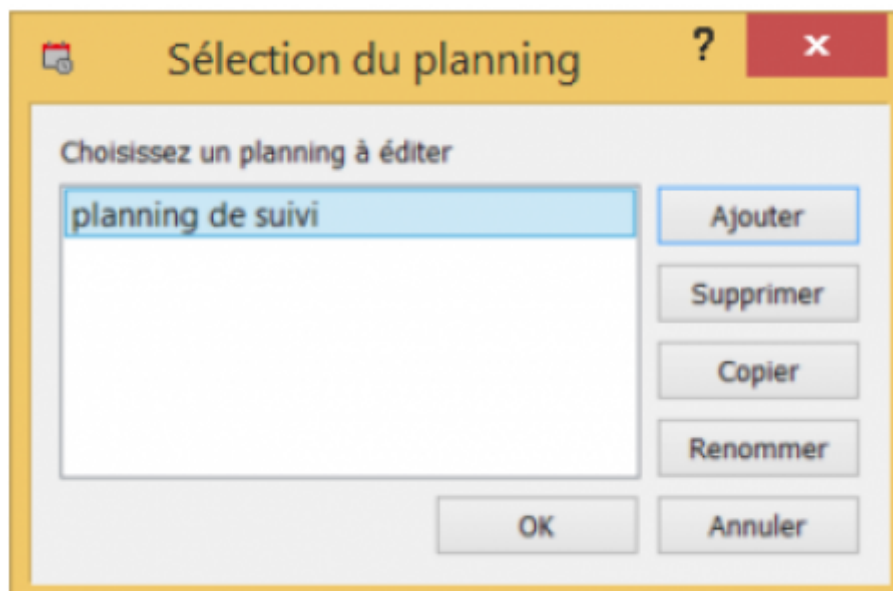 Sélection du planning ?
Choisissez un planning à éditer
planning de suivi
Ajouter
Supprimer
Copier
Renommer
OK
Annuler